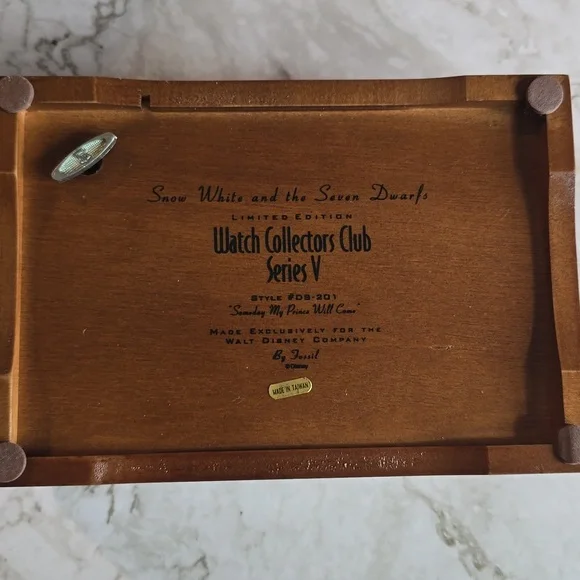 Snow White and the Seven Dwarfs
LIMITED EDITION
Watch Collectors Club
Series V
STYLE #DS-201
"Someday My Prince Will Come"
MADE EXCLUSIVELY FOR THE
WALT DISNEY COMPANY
By Fossil
©Disney
MADE IN TAIWAN